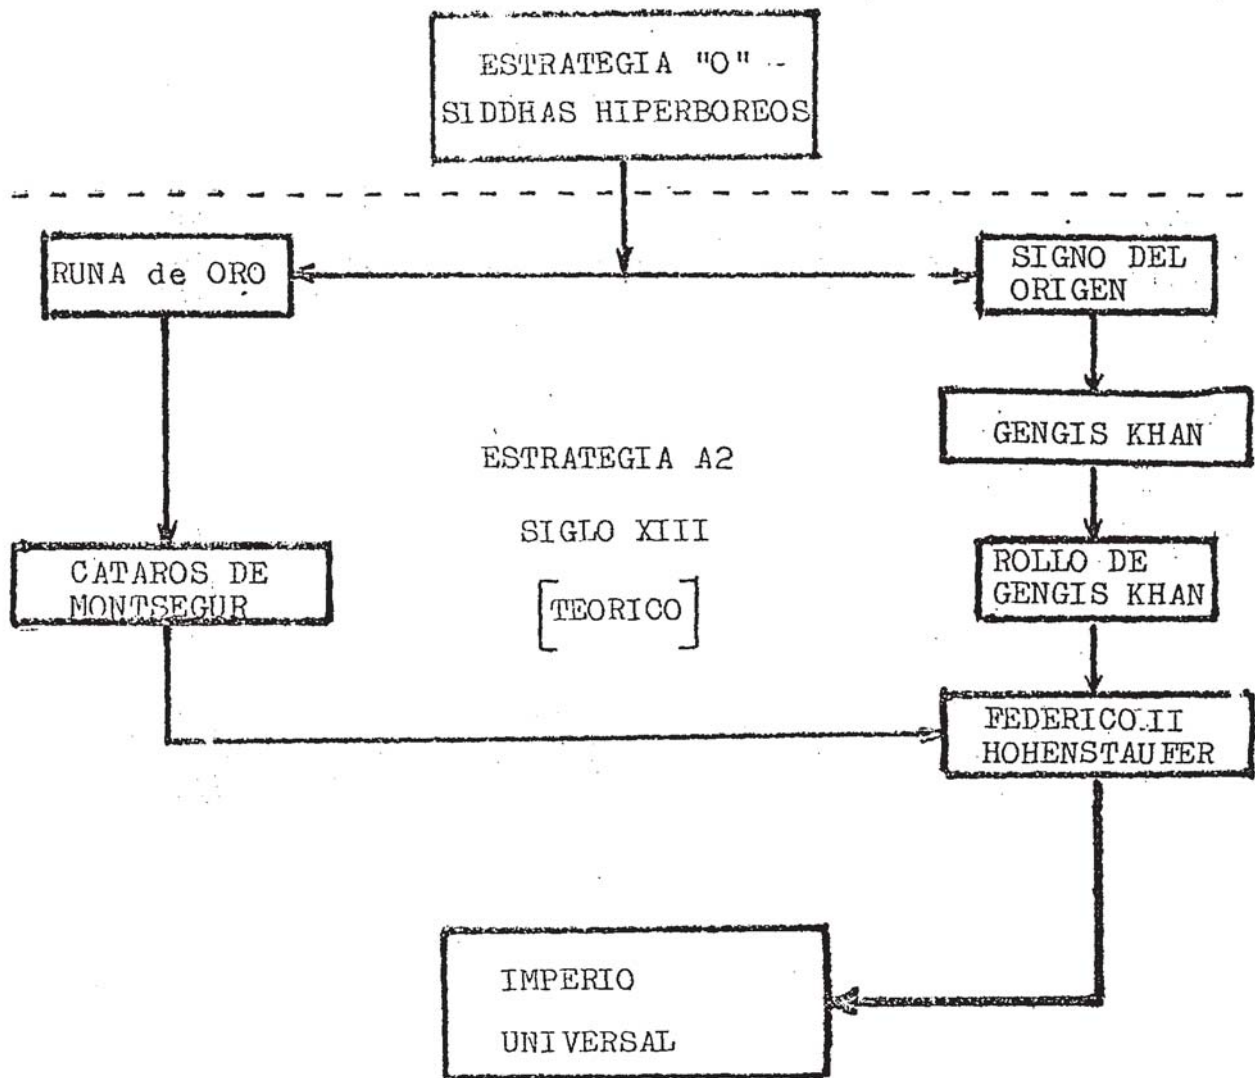 ESTRATEGIA "O" -
SIDDHAS HIPERBOREOS
RUNA de ORO
SIGNO DEL
ORIGEN
GENGIS KHAN
ESTRATEGIA A2
SIGLO XIII
[TEORICO]
CATAROS DE
MONTSEGUR
ROLLO DE
GENGIS KHAN
FEDERICO II
HOHENSTAUFER
IMPERIO
UNIVERSAL